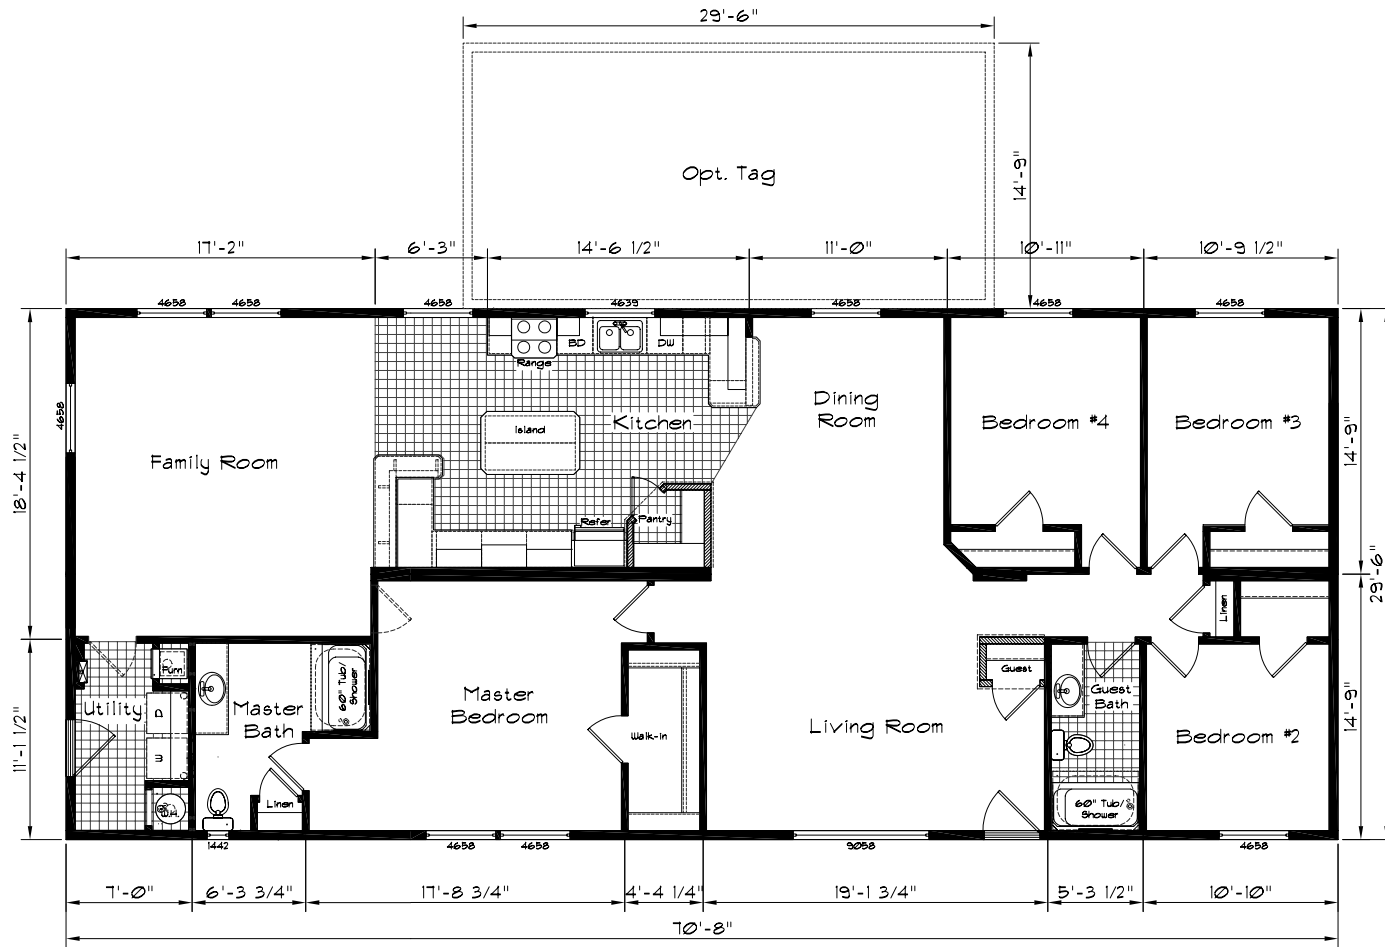 29'-6"
Opt. Tag
14'-9"
17'-2"
6'-3"
14'-6 1/2"
11'-0"
10'-11"
10'-9 1/2"
4658
4658
4658
4639
4658
4658
4658
Range
BD
DW
4658
Island
Kitchen
Dining
Room
Bedroom #4
Bedroom #3
Family Room
18'-4 1/2"
14'-9"
Refer
Pantry
29'-6"
Linen
Furn
60" Tub/
Shower
Guest
Utility
D
W
Master
Bath
Master
Bedroom
Walk-in
Living Room
Guest
Bath
Bedroom #2
11'-1 1/2"
14'-9"
Linen
W.H.
60" Tub/
Shower
1442
4658
4658
9058
4658
7'-0"
6'-3 3/4"
17'-8 3/4"
4'-4 1/4"
19'-1 3/4"
5'-3 1/2"
10'-10"
70'-8"